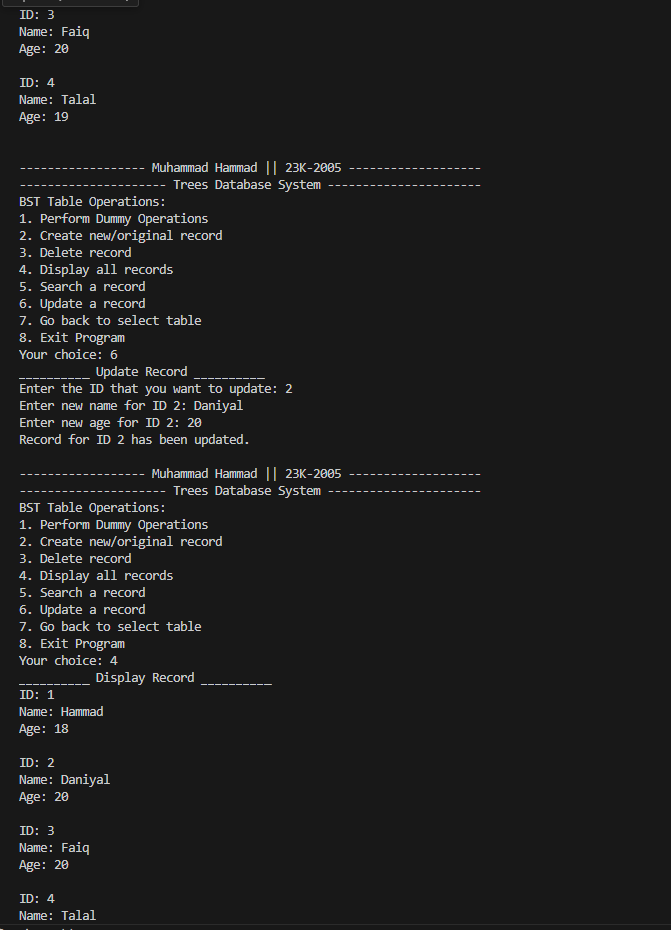 ID: 3
Name: Faiq
Age: 20
ID: 4
Name: Talal
Age: 19
------------------ Muhammad Hammad || 23K-2005 -------------------
--------------------- Trees Database System ----------------------
BST Table Operations:
1. Perform Dummy Operations
2. Create new/original record
3. Delete record
4. Display all records
5. Search a record
6. Update a record
7. Go back to select table
8. Exit Program
Your choice: 6
__________ Update Record __________
Enter the ID that you want to update: 2
Enter new name for ID 2: Daniyal
Enter new age for ID 2: 20
Record for ID 2 has been updated.
------------------ Muhammad Hammad || 23K-2005 -------------------
--------------------- Trees Database System ----------------------
BST Table Operations:
1. Perform Dummy Operations
2. Create new/original record
3. Delete record
4. Display all records
5. Search a record
6. Update a record
7. Go back to select table
8. Exit Program
Your choice: 4
__________ Display Record __________
ID: 1
Name: Hammad
Age: 18
ID: 2
Name: Daniyal
Age: 20
ID: 3
Name: Faiq
Age: 20
ID: 4
Name: Talal